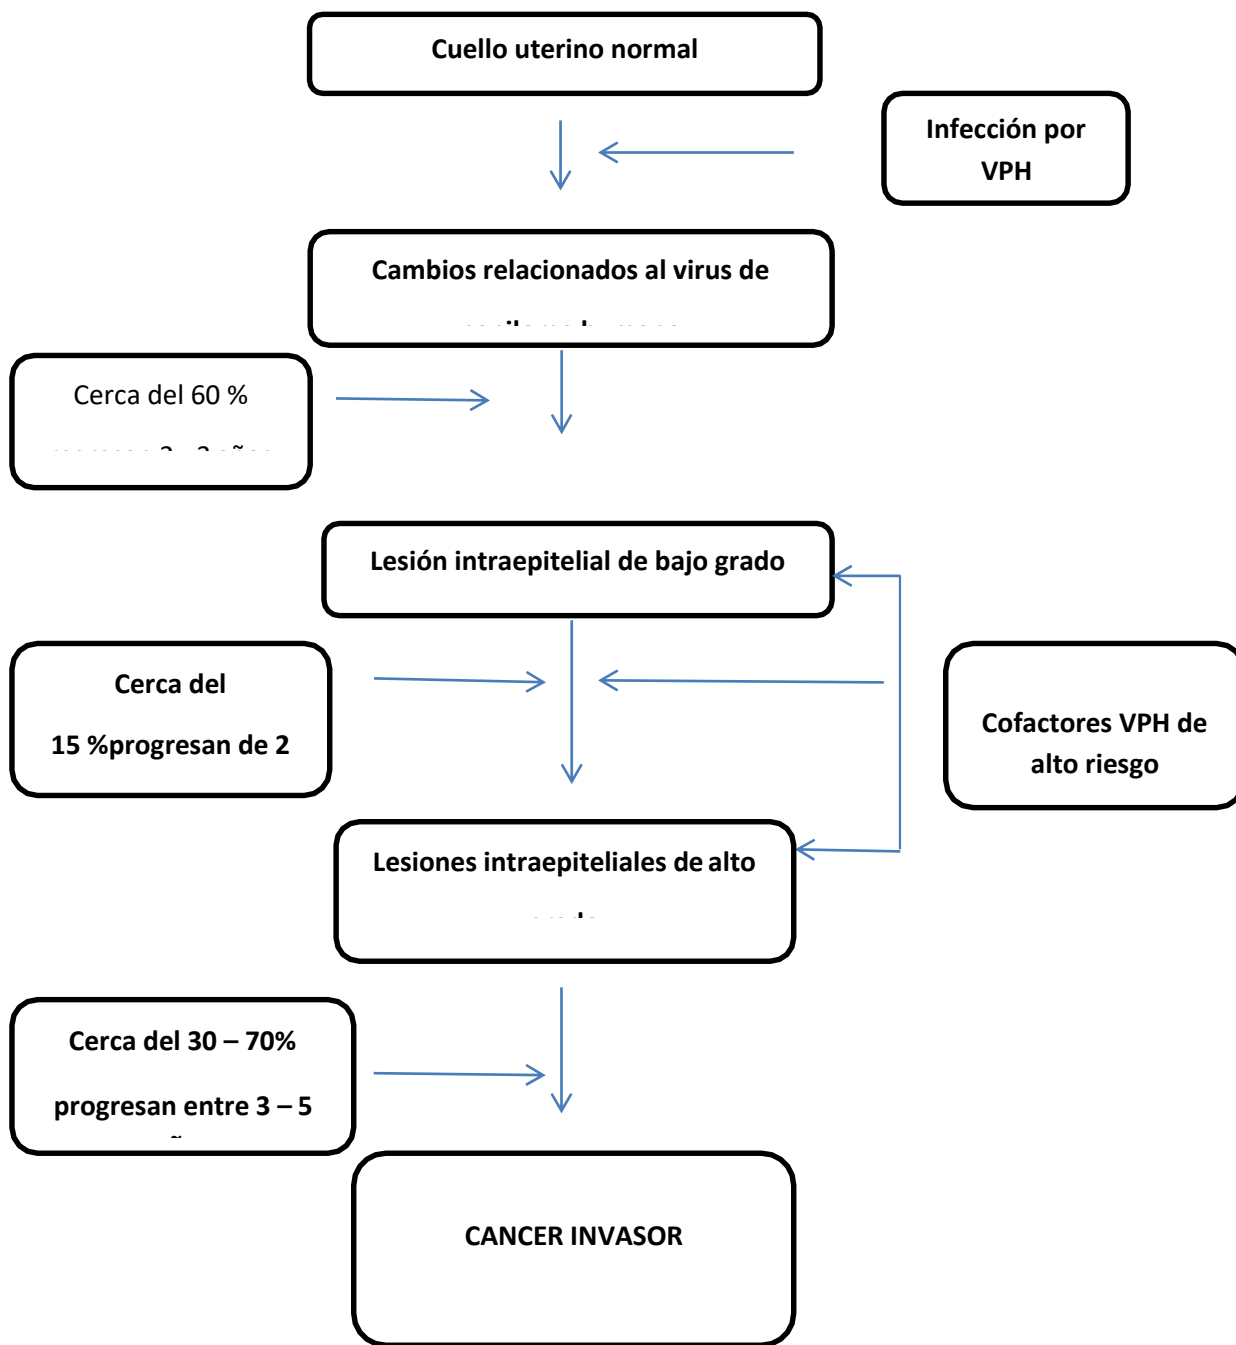 Cuello uterino normal
Infección por
VPH
Cambios relacionados al virus de
Cerca del 60 %
Lesión intraepitelial de bajo grado
Cerca del
15 %progresan de 2
Cofactores VPH de
alto riesgo
Lesiones intraepiteliales de alto
Cerca del 30 – 70%
progresan entre 3 – 5
CANCER INVASOR